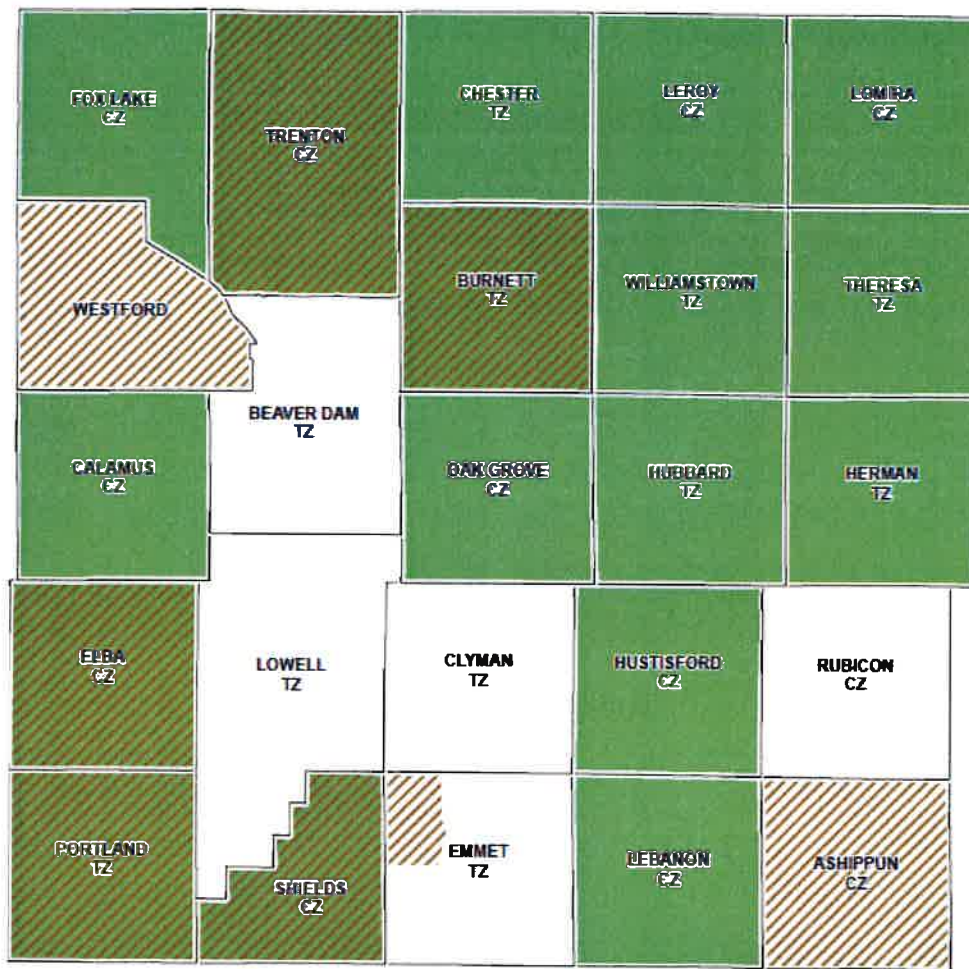 FOX LAKE
CZ
TRENTON
CZ
CHESTER
TZ
LEROY
CZ
LOMIRA
CZ
WESTFORD
BURNETT
TZ
WILLIAMSTOWN
TZ
THERESA
TZ
BEAVER DAM
TZ
CALAMUS
CZ
OAK GROVE
CZ
HUBBARD
TZ
HERMAN
TZ
ELBA
CZ
LOWELL
TZ
CLYMAN
TZ
HUSTISFORD
CZ
RUBICON
CZ
PORTLAND
TZ
SHIELDS
CZ
EMMET
TZ
LEBANON
CZ
ASHIPPUN
CZ